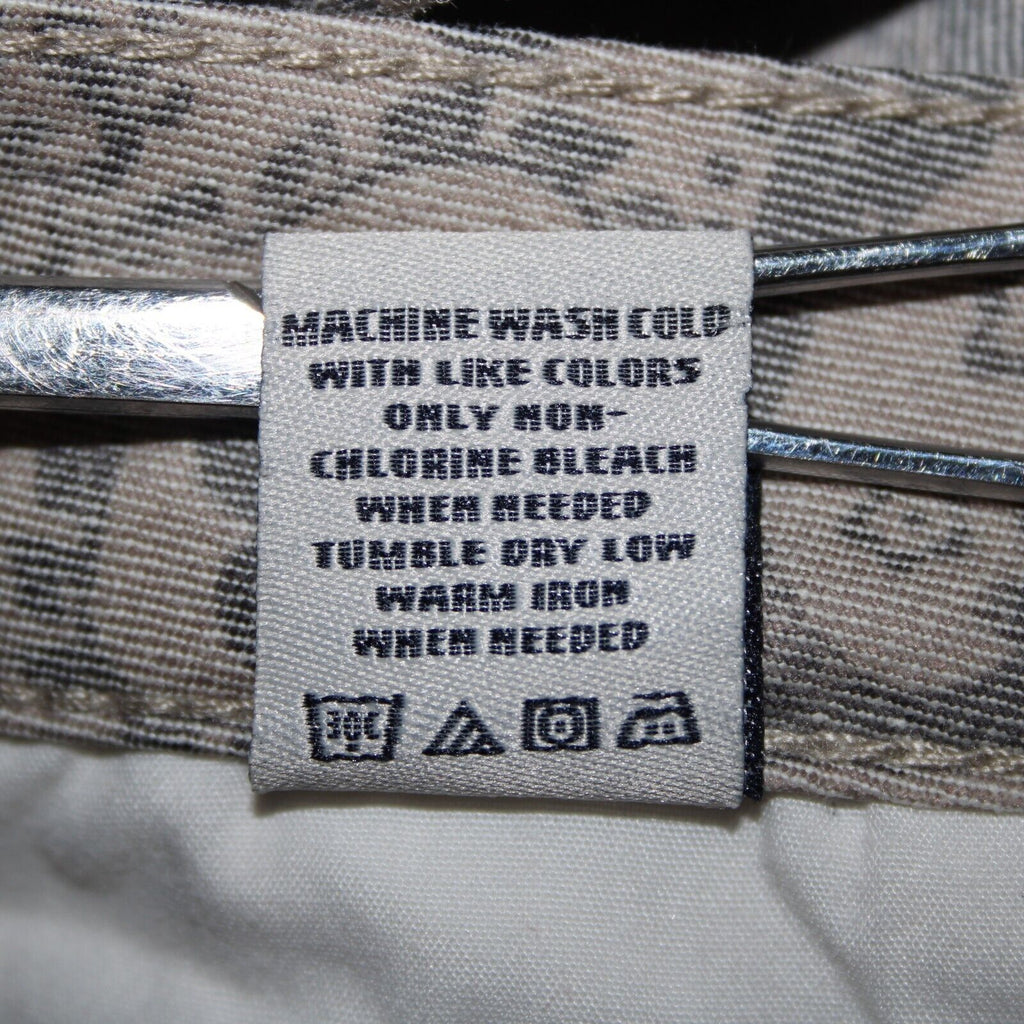 MACHINE WASH COLD
WITH LIKE COLORS
ONLY NON-
CHLORINE BLEACH
WHEN NEEDED
TUMBLE DRY LOW
WARM IRON
WHEN NEEDED
30C